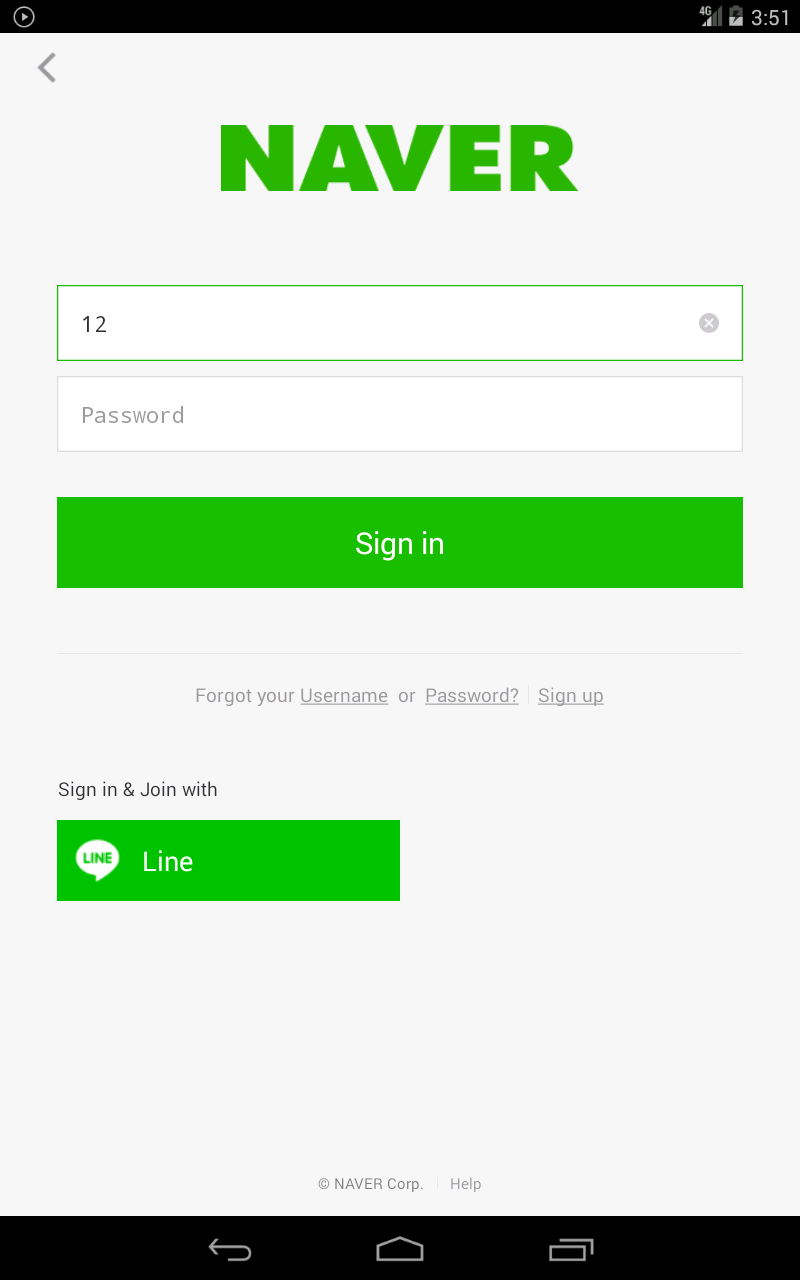 4G 3:51
NAVER
12
Password
Sign in
Forgot your Username or Password? Sign up
Sign in & Join with
LINE Line
© NAVER Corp. Help